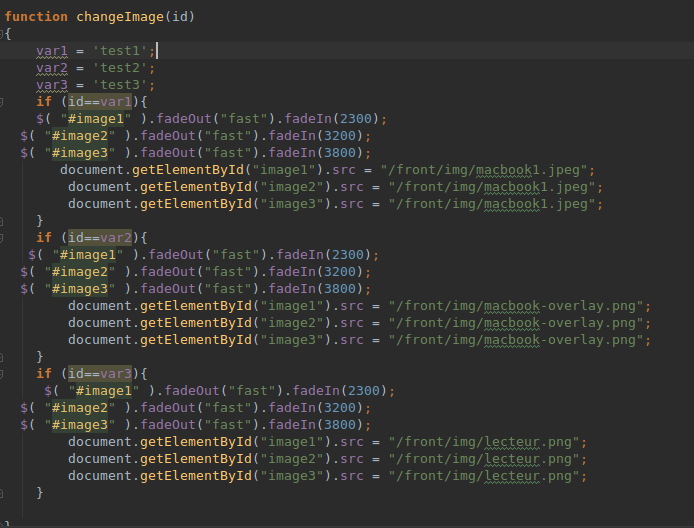 function changeImage(id)
{
    var1 = 'test1';
    var2 = 'test2';
    var3 = 'test3';
    if (id==var1){
    $( "#image1" ).fadeOut("fast").fadeIn(2300);
  $( "#image2" ).fadeOut("fast").fadeIn(3200);
  $( "#image3" ).fadeOut("fast").fadeIn(3800);
       document.getElementById("image1").src = "/front/img/macbook1.jpeg";
        document.getElementById("image2").src = "/front/img/macbook1.jpeg";
        document.getElementById("image3").src = "/front/img/macbook1.jpeg";
    }
    if (id==var2){
   $( "#image1" ).fadeOut("fast").fadeIn(2300);
  $( "#image2" ).fadeOut("fast").fadeIn(3200);
  $( "#image3" ).fadeOut("fast").fadeIn(3800);
        document.getElementById("image1").src = "/front/img/macbook-overlay.png";
        document.getElementById("image2").src = "/front/img/macbook-overlay.png";
        document.getElementById("image3").src = "/front/img/macbook-overlay.png";
    }
    if (id==var3){
     $( "#image1" ).fadeOut("fast").fadeIn(2300);
  $( "#image2" ).fadeOut("fast").fadeIn(3200);
  $( "#image3" ).fadeOut("fast").fadeIn(3800);
        document.getElementById("image1").src = "/front/img/lecteur.png";
        document.getElementById("image2").src = "/front/img/lecteur.png";
        document.getElementById("image3").src = "/front/img/lecteur.png";
    }
}